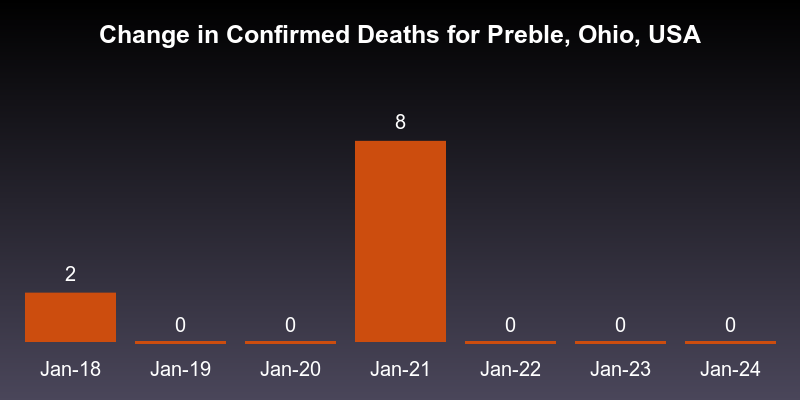 Change in Confirmed Deaths for Preble, Ohio, USA
8
2
0 0 0 0 0
Jan-18 Jan-19 Jan-20 Jan-21 Jan-22 Jan-23 Jan-24